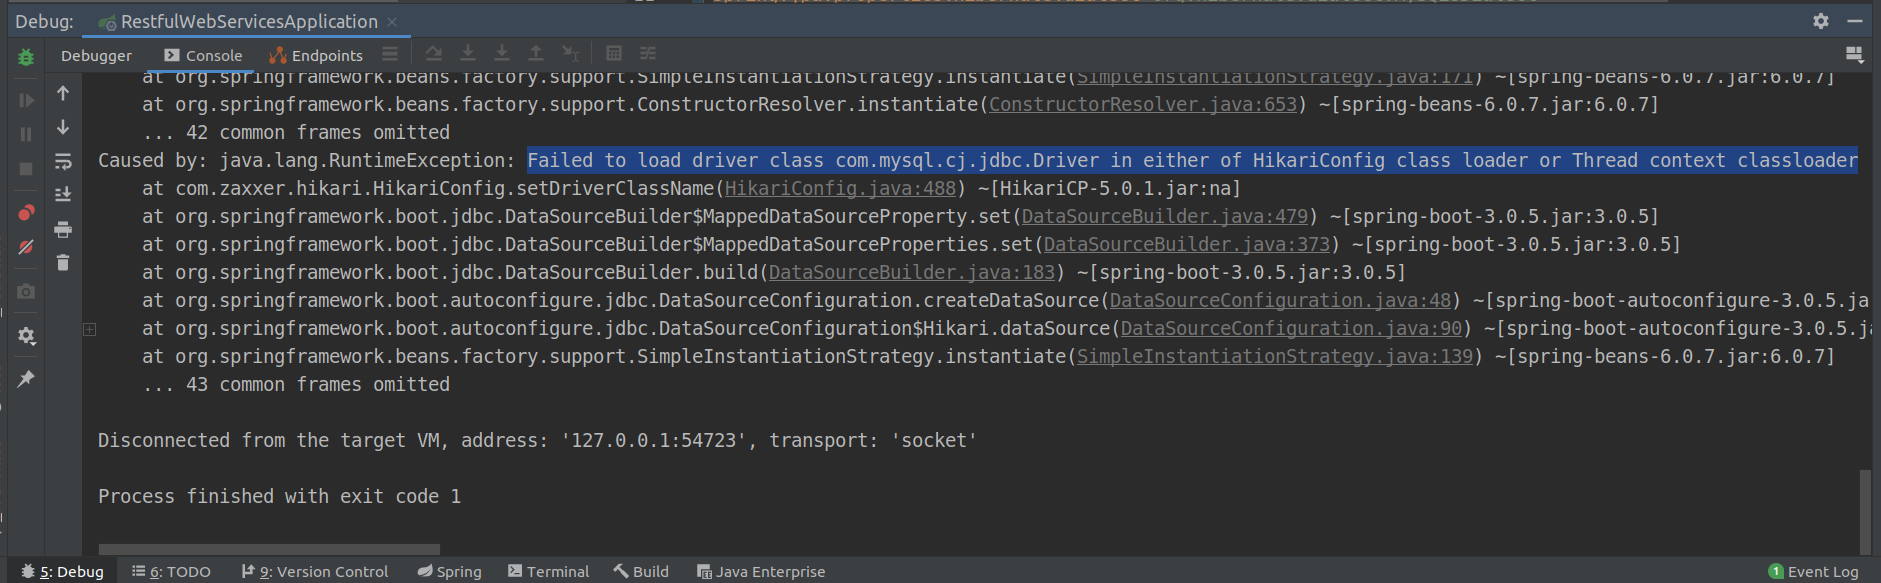 Debug: RestfulWebServicesApplication
Debugger Console Endpoints
at org.springframework.beans.factory.support.SimpleInstantiationStrategy.instantiate(SimpleInstantiationStrategy.java:171) ~[spring-beans-6.0.7.jar:6.0.7]
at org.springframework.beans.factory.support.ConstructorResolver.instantiate(ConstructorResolver.java:653) ~[spring-beans-6.0.7.jar:6.0.7]
... 42 common frames omitted
Caused by: java.lang.RuntimeException: Failed to load driver class com.mysql.cj.jdbc.Driver in either of HikariConfig class loader or Thread context classloader
at com.zaxxer.hikari.HikariConfig.setDriverClassName(HikariConfig.java:488) ~[HikariCP-5.0.1.jar:na]
at org.springframework.boot.jdbc.DataSourceBuilder$MappedDataSourceProperty.set(DataSourceBuilder.java:479) ~[spring-boot-3.0.5.jar:3.0.5]
at org.springframework.boot.jdbc.DataSourceBuilder$MappedDataSourceProperties.set(DataSourceBuilder.java:373) ~[spring-boot-3.0.5.jar:3.0.5]
at org.springframework.boot.jdbc.DataSourceBuilder.build(DataSourceBuilder.java:183) ~[spring-boot-3.0.5.jar:3.0.5]
at org.springframework.boot.autoconfigure.jdbc.DataSourceConfiguration.createDataSource(DataSourceConfiguration.java:48) ~[spring-boot-autoconfigure-3.0.5.ja
at org.springframework.boot.autoconfigure.jdbc.DataSourceConfiguration$Hikari.dataSource(DataSourceConfiguration.java:90) ~[spring-boot-autoconfigure-3.0.5.ja
at org.springframework.beans.factory.support.SimpleInstantiationStrategy.instantiate(SimpleInstantiationStrategy.java:139) ~[spring-beans-6.0.7.jar:6.0.7]
... 43 common frames omitted
Disconnected from the target VM, address: '127.0.0.1:54723', transport: 'socket'
Process finished with exit code 1
5: Debug 6: TODO 9: Version Control Spring Terminal Build Java Enterprise 1 Event Log